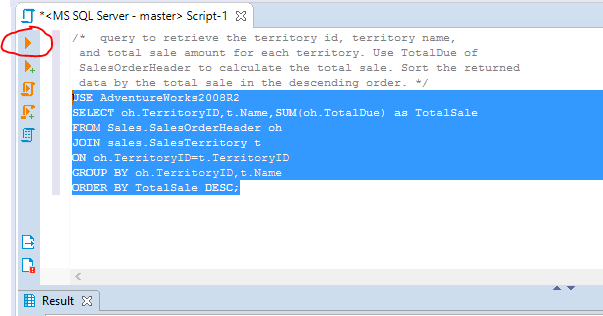 *<MS SQL Server - master> Script-1
/*  query to retrieve the territory id, territory name,
and total sale amount for each territory. Use TotalDue of
SalesOrderHeader to calculate the total sale. Sort the returned
data by the total sale in the descending order. */
USE AdventureWorks2008R2
SELECT oh.TerritoryID,t.Name,SUM(oh.TotalDue) as TotalSale
FROM Sales.SalesOrderHeader oh
JOIN sales.SalesTerritory t
ON oh.TerritoryID=t.TerritoryID
GROUP BY oh.TerritoryID,t.Name
ORDER BY TotalSale DESC;
Result